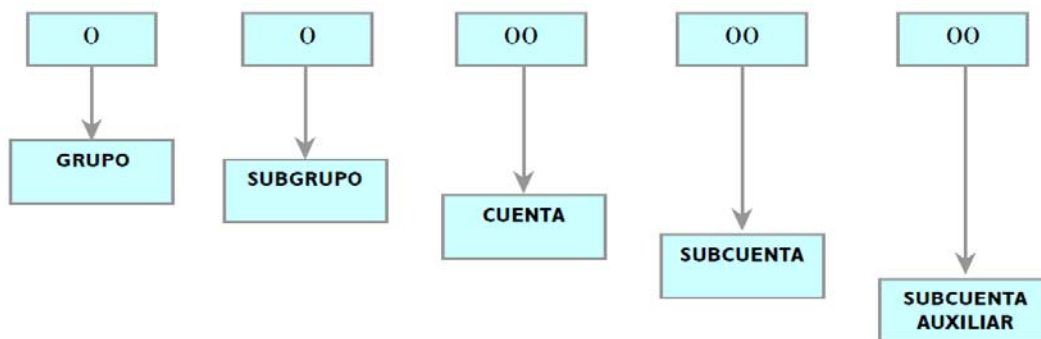 0
0
00
00
00
GRUPO
SUBGRUPO
CUENTA
SUBCUENTA
SUBCUENTA
AUXILIAR